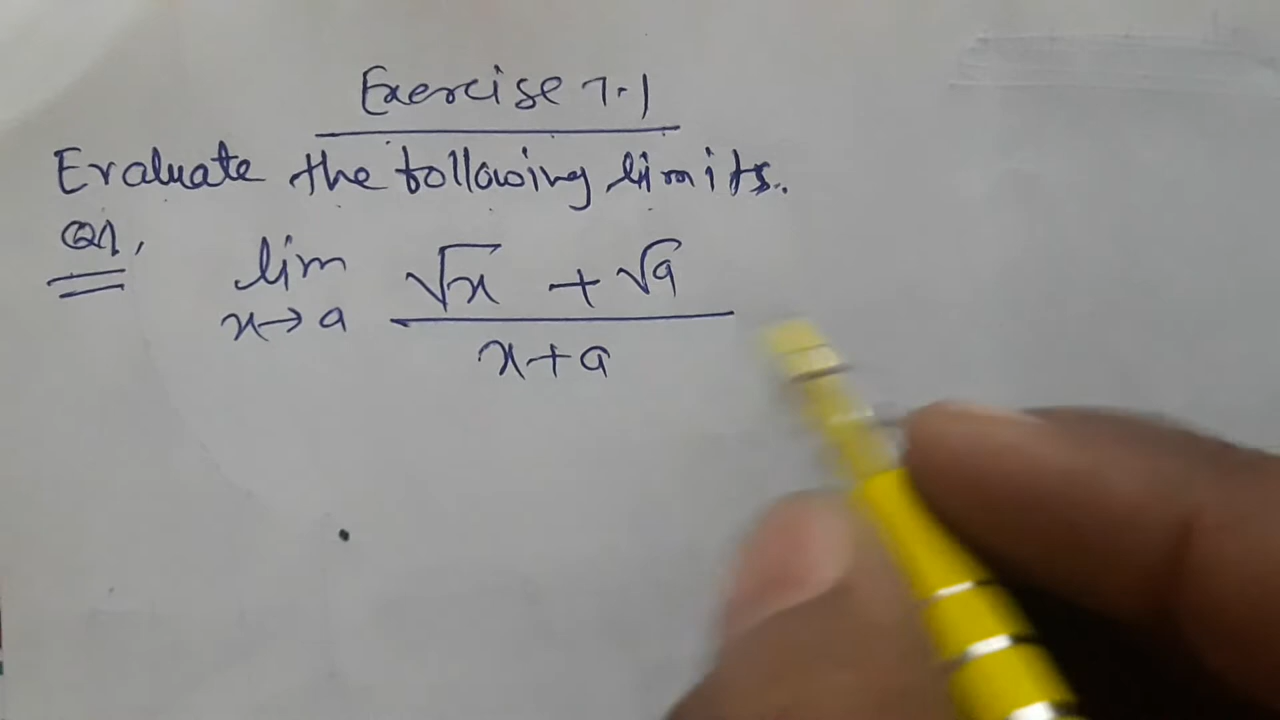 Exercise 7.1
Evaluate the following limits.
Q1, lim x→a (√x + √a)/(x+a)